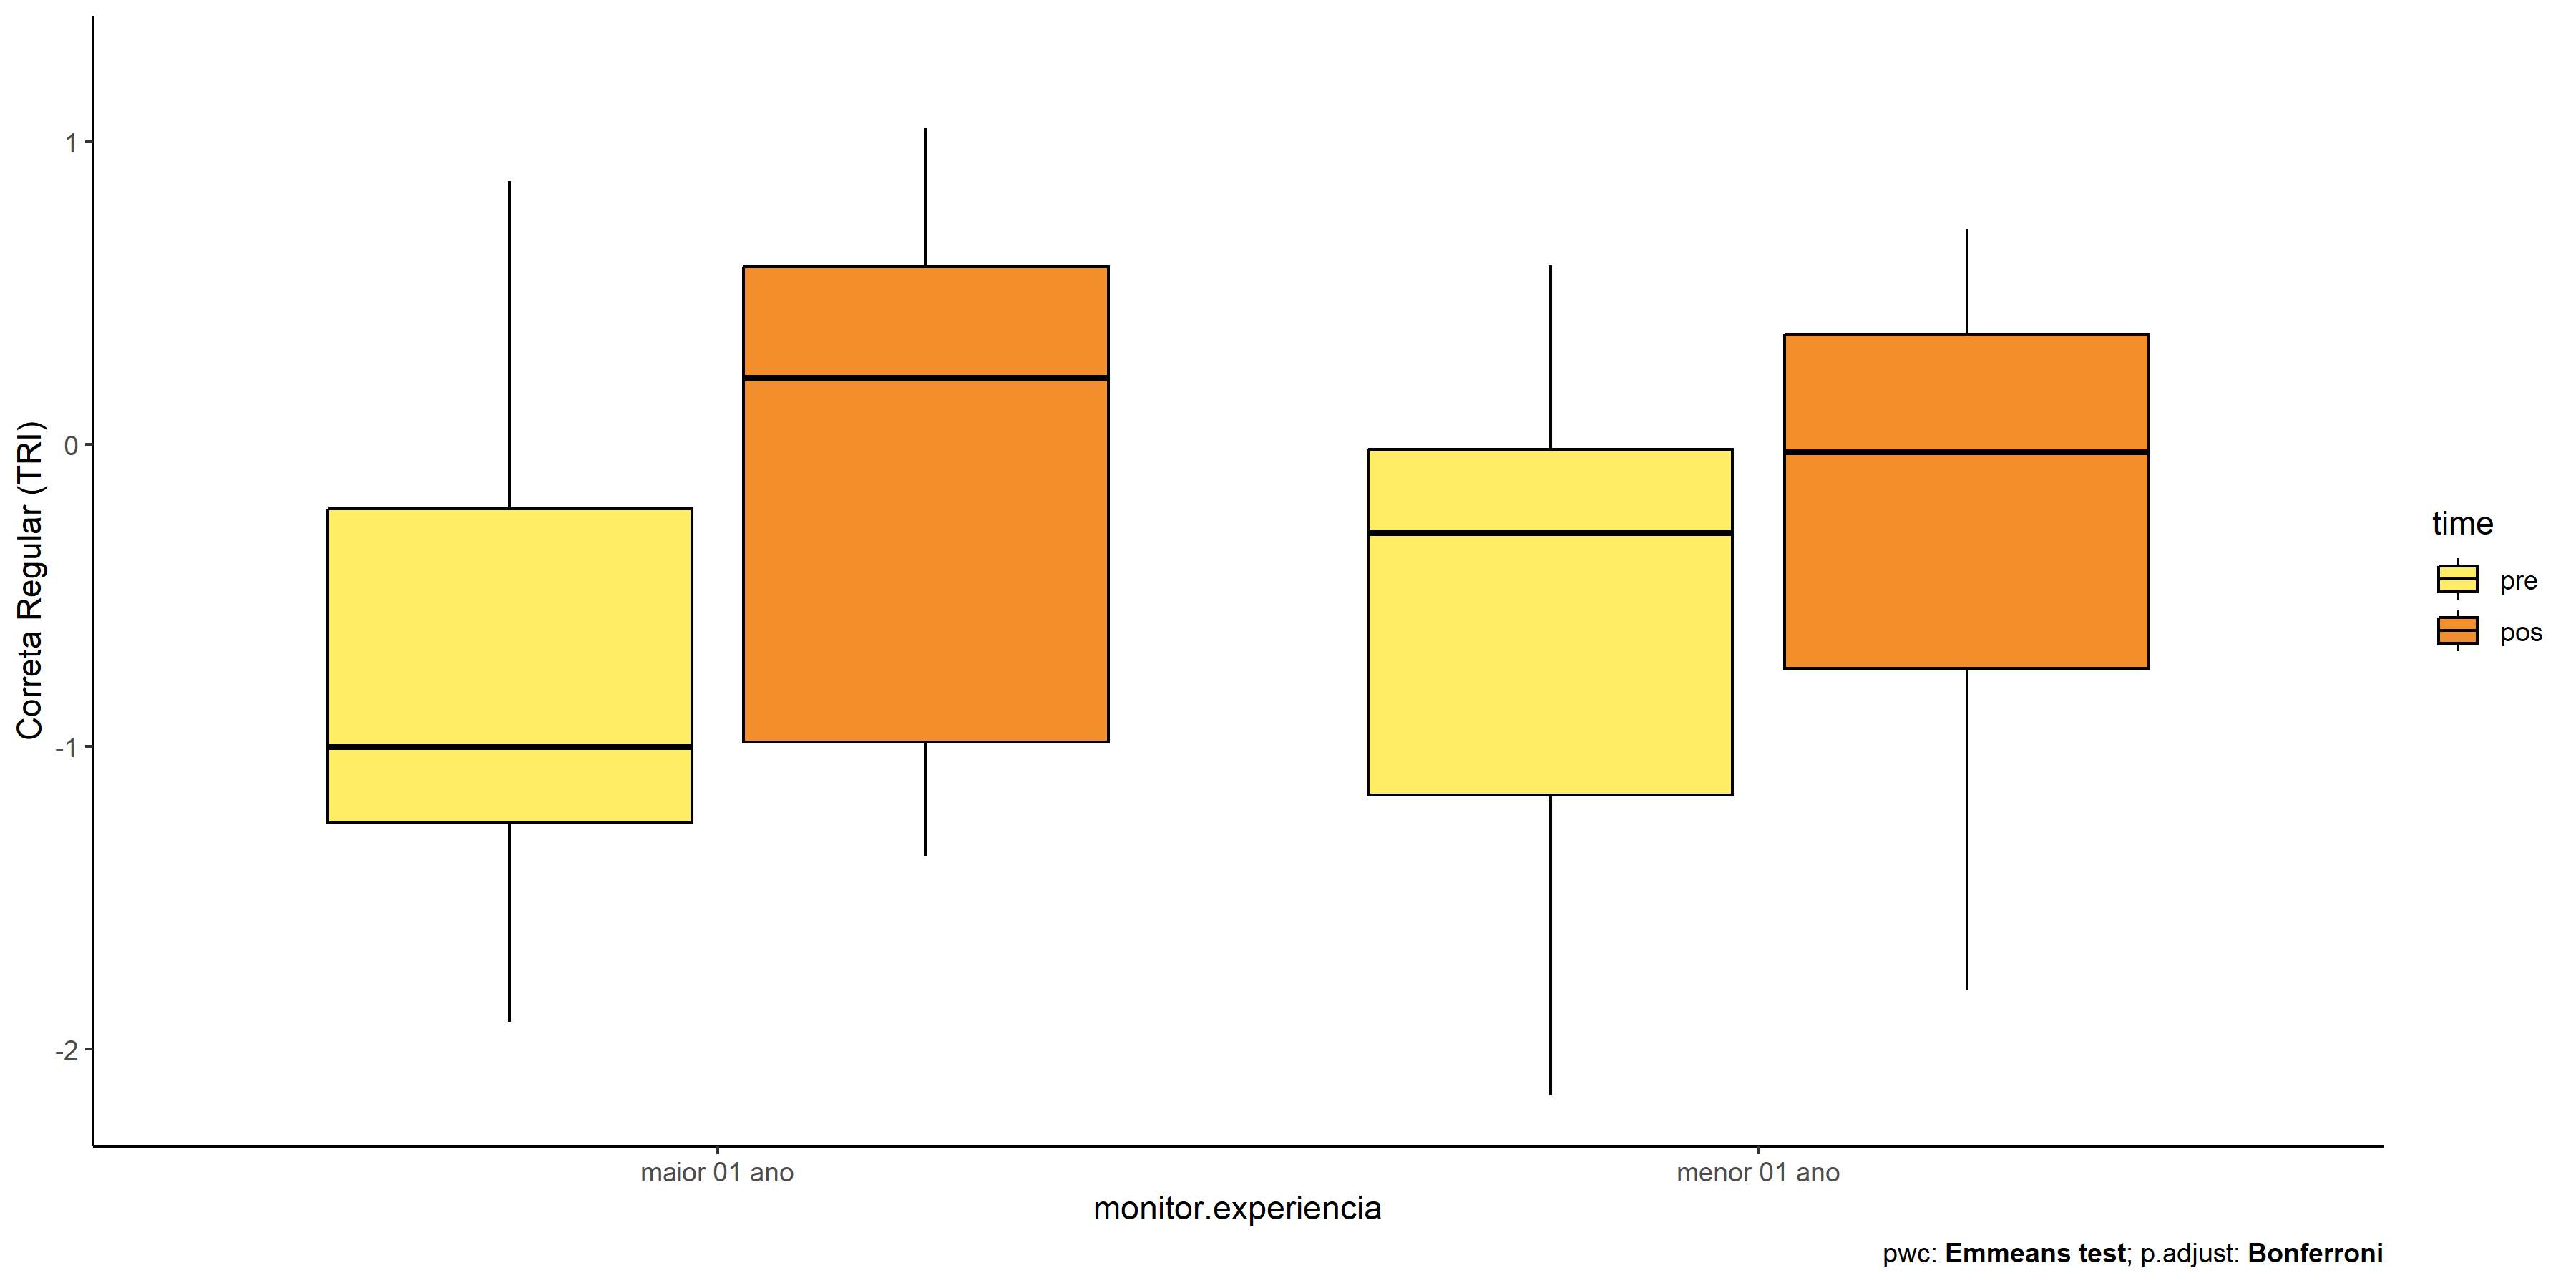 Correta Regular (TRI)
1
0
-1
-2
maior 01 ano
menor 01 ano
monitor.experiencia
time
pre
pos
pwc: Emmeans test; p.adjust: Bonferroni